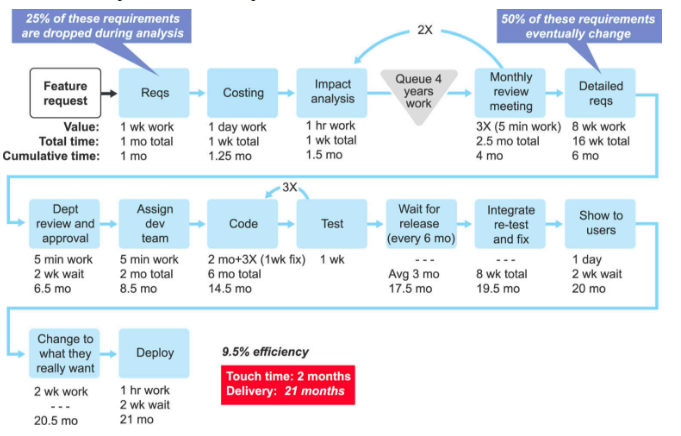 25% of these requirements
are dropped during analysis
50% of these requirements
eventually change
2X
Feature
request
Reqs
Costing
Impact
analysis
Queue 4
years
work
Monthly
review
meeting
Detailed
reqs
Value:
Total time:
Cumulative time:
1 wk work
1 mo total
1 mo
1 day work
1 wk total
1.25 mo
1 hr work
1 wk total
1.5 mo
3X (5 min work)
2.5 mo total
4 mo
8 wk work
16 wk total
6 mo
3X
Dept
review and
approval
Assign
dev
team
Code
Test
Wait for
release
(every 6 mo)
Integrate
re-test
and fix
Show to
users
5 min work
2 wk wait
6.5 mo
5 min work
2 mo total
8.5 mo
2 mo+3X (1wk fix)
6 mo total
14.5 mo
1 wk
- - -
Avg 3 mo
17.5 mo
- - -
8 wk total
19.5 mo
1 day
2 wk wait
20 mo
Change to
what they
really want
Deploy
2 wk work
- - -
20.5 mo
1 hr work
2 wk wait
21 mo
9.5% efficiency
Touch time: 2 months
Delivery: 21 months